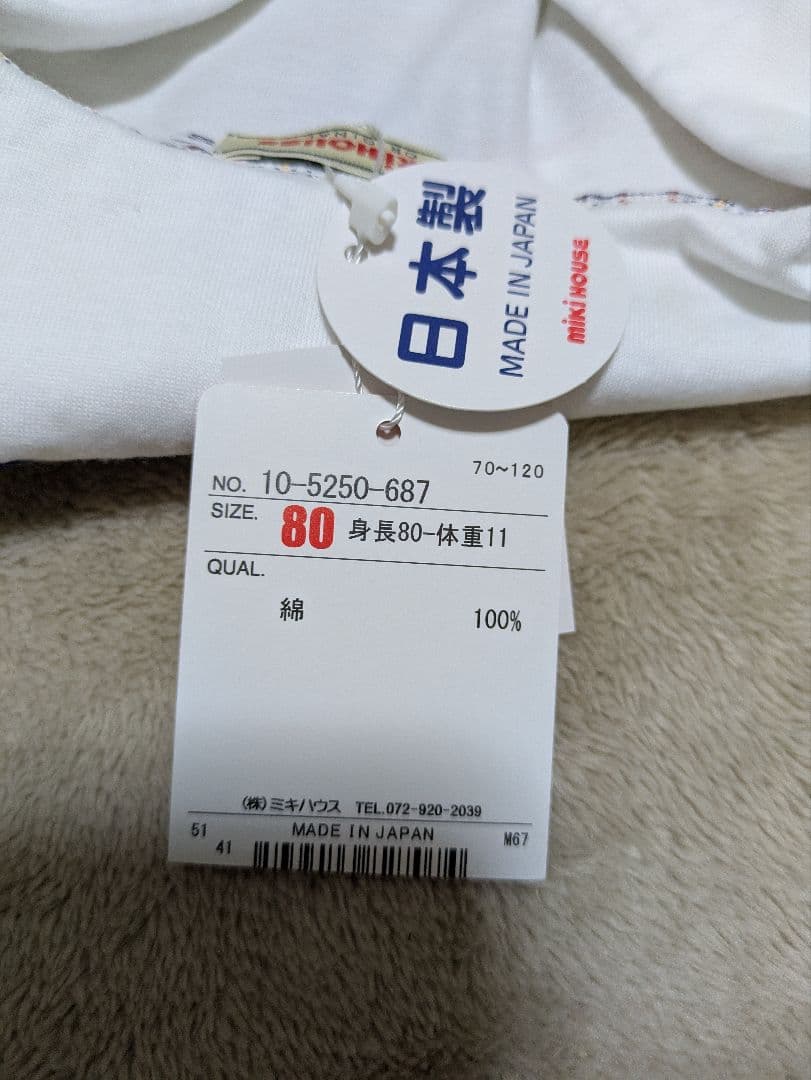 日本製
MADE IN JAPAN
miki HOUSE
70~120
NO. 10-5250-687
SIZE. 80 身長80-体重11
QUAL.
綿 100%
(株)ミキハウス TEL.072-920-2039
51 MADE IN JAPAN M67
41